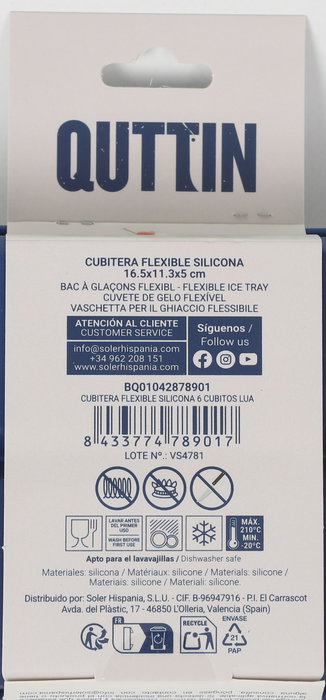 QUTTIN
CUBITERA FLEXIBLE SILICONA
16.5x11.3x5 cm
BAC À GLAÇONS FLEXIBL - FLEXIBLE ICE TRAY
CUVETE DE GELO FLEXÍVEL
VASCHETTA PER IL GHIACCIO FLESSIBILE
ATENCIÓN AL CLIENTE
CUSTOMER SERVICE
info@solerhispania.com
+34 962 208 151
www.solerhispania.com
Síguenos /
Follow us
BQ01042878901
CUBITERA FLEXIBLE SILICONA 6 CUBITOS LUA
8 433774 789017
LOTE Nº.: VS4781
LAVAR ANTES
DEL PRIMER
USO
WASH BEFORE
FIRST USE
MÁX.
210°C
MIN.
-20°C
Apto para el lavavajillas / Dishwasher safe
Materiales: silicona / Matériaux: silicone / Materials: silicone /
Materiais: silicone / Materiali: silicone.
Distribuido por: Soler Hispania, S.L.U. - CIF. B-96947916 - P.I. El Carrascot
Avda. del Plàstic, 17 - 46850 L'Olleria, Valencia (Spain)
FR
RECYCLE
ENVASE
21
PAP